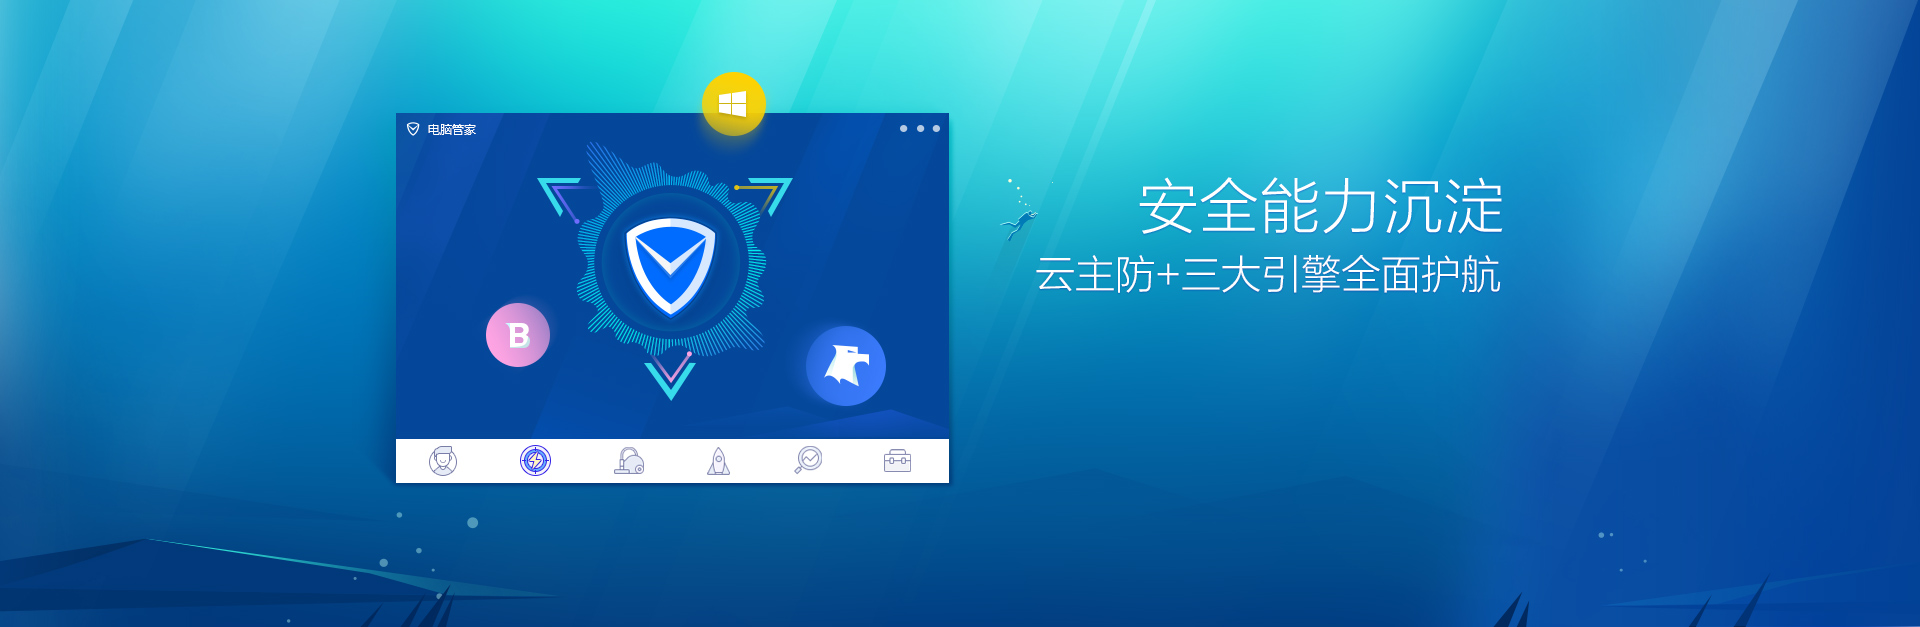 电脑管家
安全能力沉淀
云主防+三大引擎全面护航
B